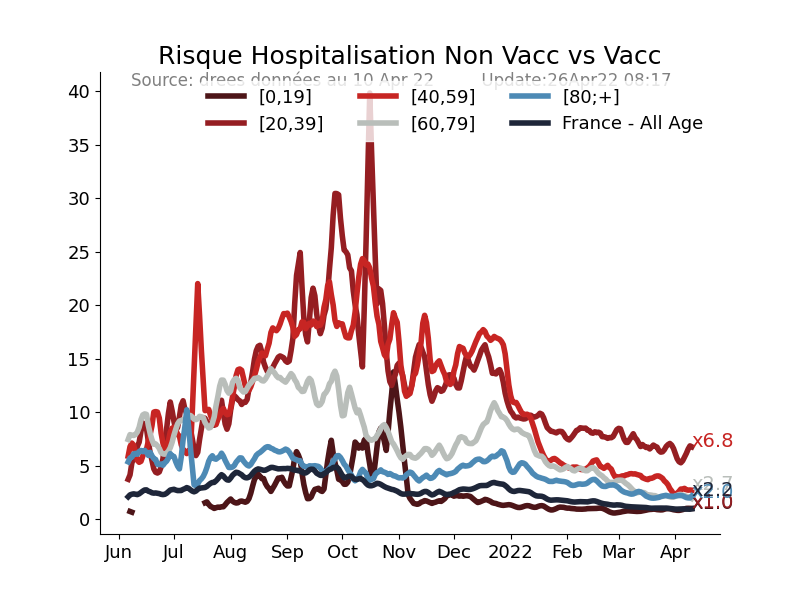 Risque Hospitalisation Non Vacc vs Vacc
Source: drees données au 10 Apr 22 Update:26Apr22 08:17
[0,19] [40,59] [80;+]
[20,39] [60,79] France - All Age
40
35
30
25
20
15
10
5
0
x6.8
x2.2
x1.0
Jun Jul Aug Sep Oct Nov Dec 2022 Feb Mar Apr